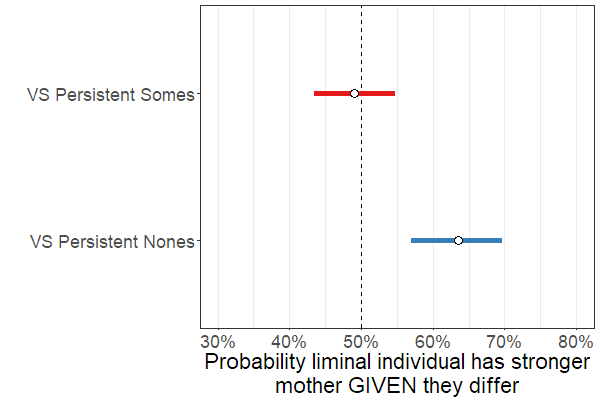 VS Persistent Somes
VS Persistent Nones
30% 40% 50% 60% 70% 80%
Probability liminal individual has stronger
mother GIVEN they differ